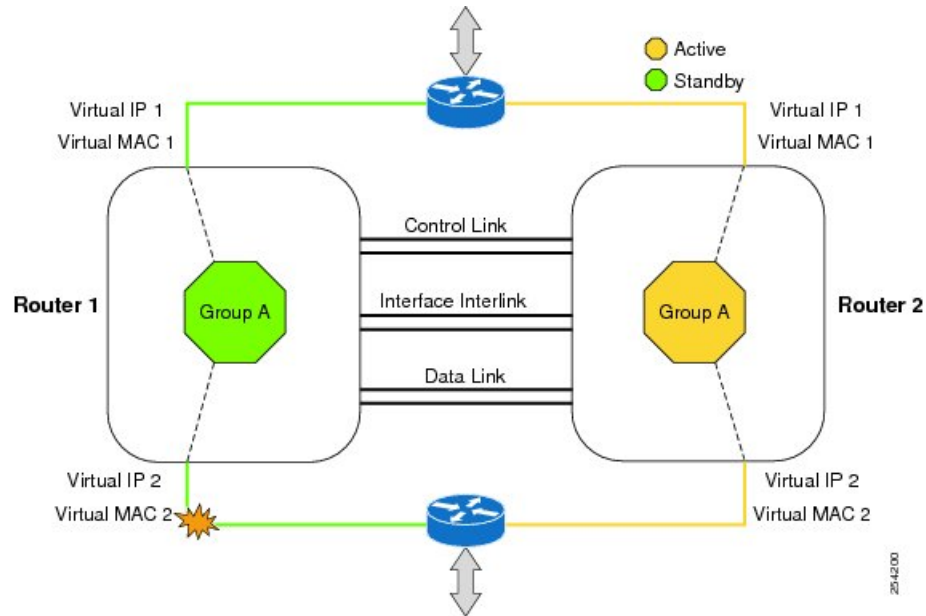 Active
Standby
Virtual IP 1
Virtual MAC 1
Virtual IP 1
Virtual MAC 1
Control Link
Router 1
Group A
Interface Interlink
Group A
Router 2
Data Link
Virtual IP 2
Virtual MAC 2
Virtual IP 2
Virtual MAC 2
254200